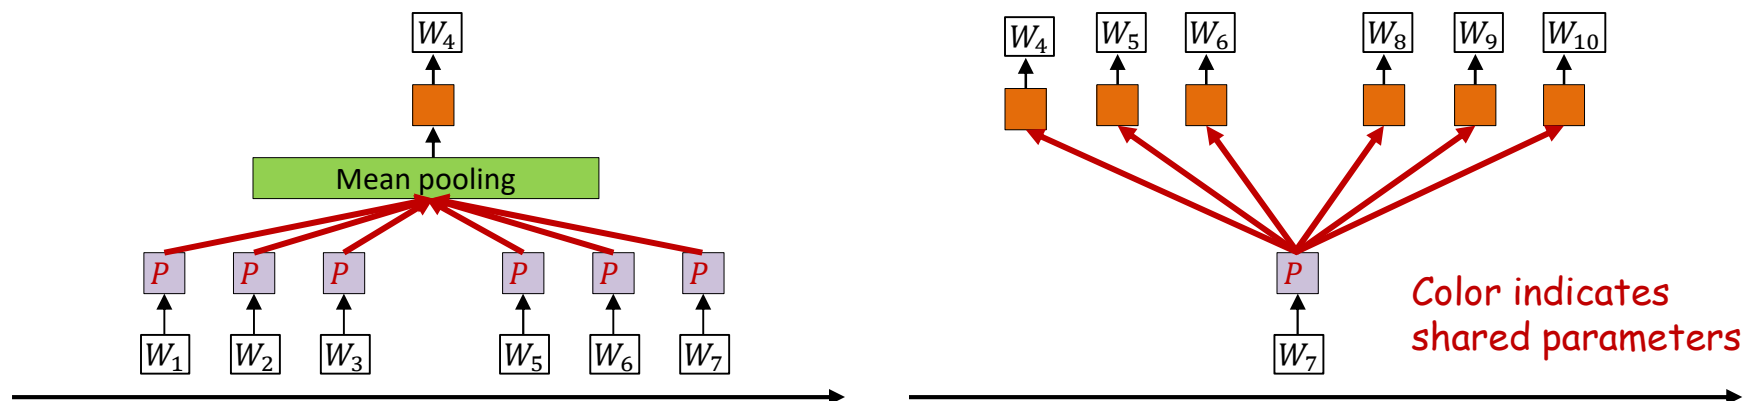 W₄
Mean pooling
P P P P P P
W₁ W₂ W₃ W₅ W₆ W₇
W₄ W₅ W₆ W₈ W₉ W₁₀
P
W₇
Color indicates
shared parameters